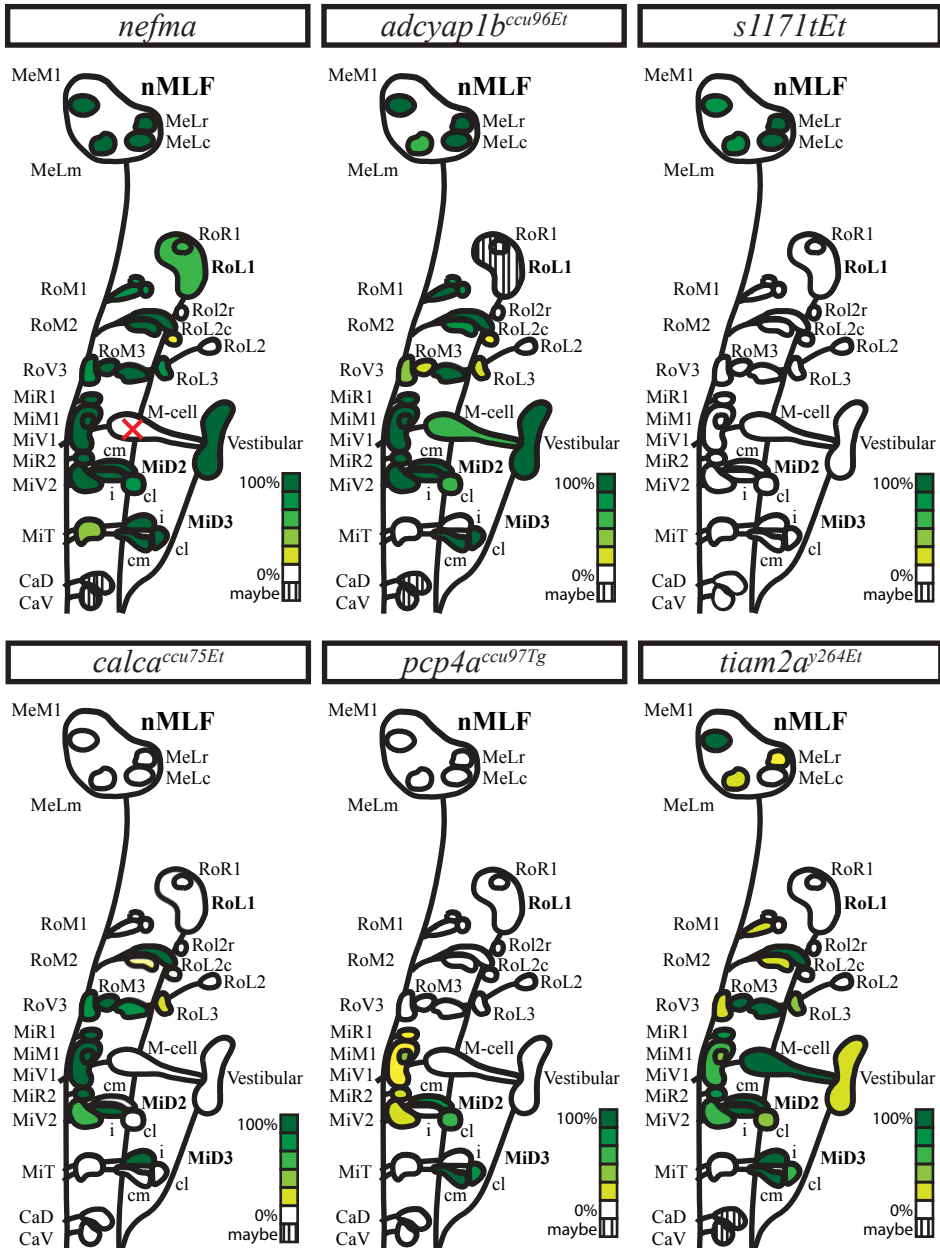 nefma
adcyap1b^ccu96Et
s1171tEt
MeM1
nMLF
MeLr
MeLc
MeLm
RoR1
RoL1
RoM1
Rol2r
RoM2
RoL2c
RoM3
RoL2
RoV3
RoL3
MiR1
MiM1
M-cell
MiV1
Vestibular
cm
MiR2
MiD2
MiV2
i
cl
100%
i
MiD3
MiT
cl
cm
0%
CaD
maybe
CaV
MeM1
nMLF
MeLr
MeLc
MeLm
RoR1
RoL1
RoM1
Rol2r
RoM2
RoL2c
RoM3
RoL2
RoV3
RoL3
MiR1
MiM1
M-cell
MiV1
Vestibular
cm
MiR2
MiD2
MiV2
i
cl
100%
i
MiD3
MiT
cl
cm
0%
CaD
maybe
CaV
MeM1
nMLF
MeLr
MeLc
MeLm
RoR1
RoL1
RoM1
Rol2r
RoM2
RoL2c
RoM3
RoL2
RoV3
RoL3
MiR1
MiM1
M-cell
MiV1
Vestibular
cm
MiR2
MiD2
MiV2
i
cl
100%
i
MiD3
MiT
cl
cm
0%
CaD
maybe
CaV
calca^ccu75Et
pcp4a^ccu97Tg
tiam2a^y264Et
MeM1
nMLF
MeLr
MeLc
MeLm
RoR1
RoL1
RoM1
Rol2r
RoM2
RoL2c
RoM3
RoL2
RoV3
RoL3
MiR1
MiM1
M-cell
MiV1
Vestibular
cm
MiR2
MiD2
MiV2
i
cl
100%
i
MiD3
MiT
cl
cm
0%
CaD
maybe
CaV
MeM1
nMLF
MeLr
MeLc
MeLm
RoR1
RoL1
RoM1
Rol2r
RoM2
RoL2c
RoM3
RoL2
RoV3
RoL3
MiR1
MiM1
M-cell
MiV1
Vestibular
cm
MiR2
MiD2
MiV2
i
cl
100%
i
MiD3
MiT
cl
cm
0%
CaD
maybe
CaV
MeM1
nMLF
MeLr
MeLc
MeLm
RoR1
RoL1
RoM1
Rol2r
RoM2
RoL2c
RoM3
RoL2
RoV3
RoL3
MiR1
MiM1
M-cell
MiV1
Vestibular
cm
MiR2
MiD2
MiV2
i
cl
100%
i
MiD3
MiT
cl
cm
0%
CaD
maybe
CaV